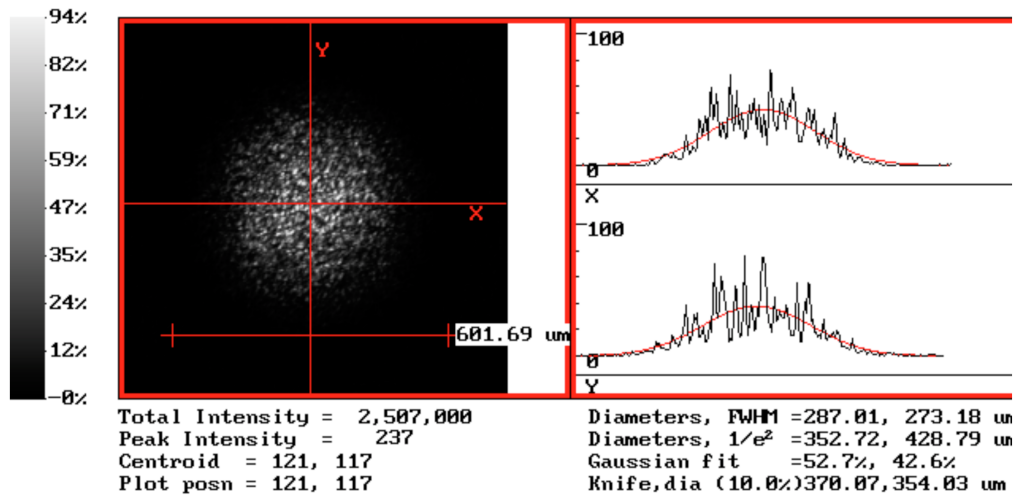 94%
82%
71%
59%
47%
35%
24%
12%
0%
Y
X
601.69 um
100
0
X
100
0
Y
Total Intensity = 2,507,000
Peak Intensity = 237
Centroid = 121, 117
Plot posn = 121, 117
Diameters, FWHM =287.01, 273.18 um
Diameters, 1/e² =352.72, 428.79 um
Gaussian fit =52.7%, 42.6%
Knife,dia (10.0%)370.07,354.03 um